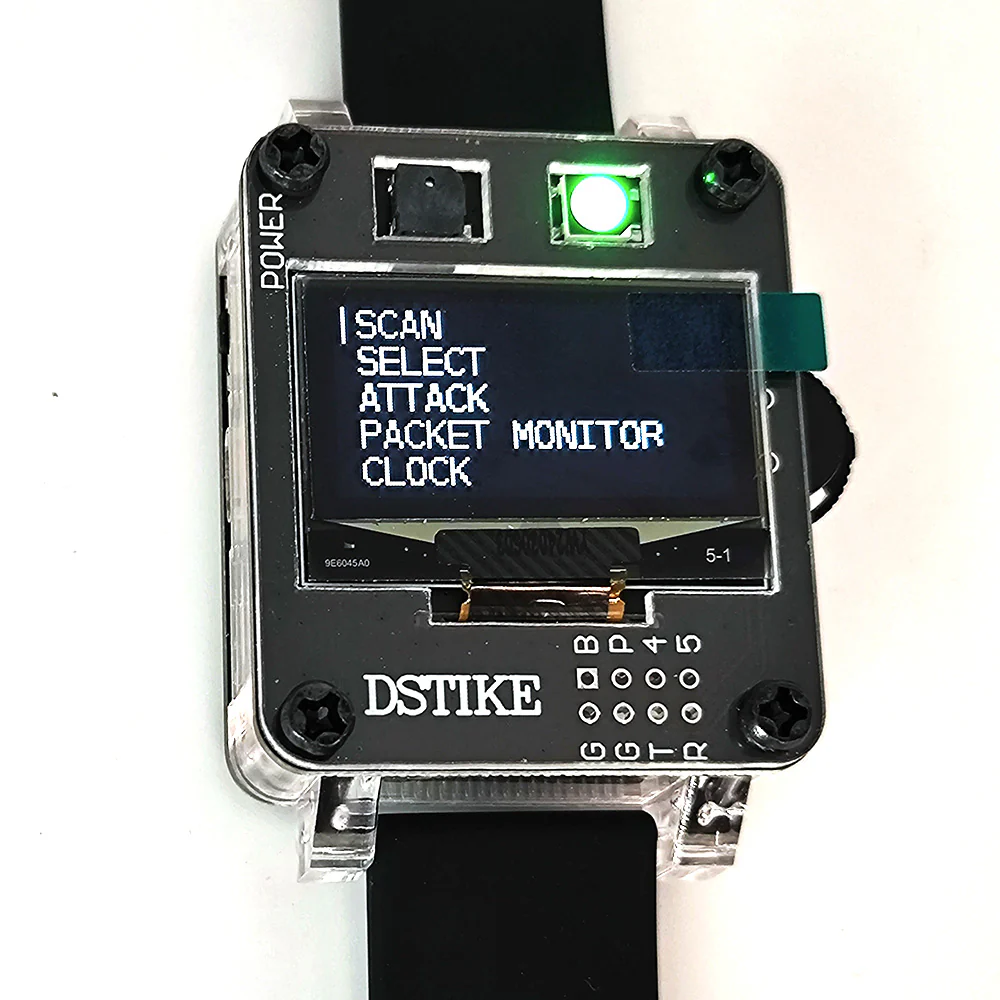 POWER
SCAN
SELECT
ATTACK
PACKET MONITOR
CLOCK
9E6045A0
5-1
B P 4 5
DSTIKE
G G T R